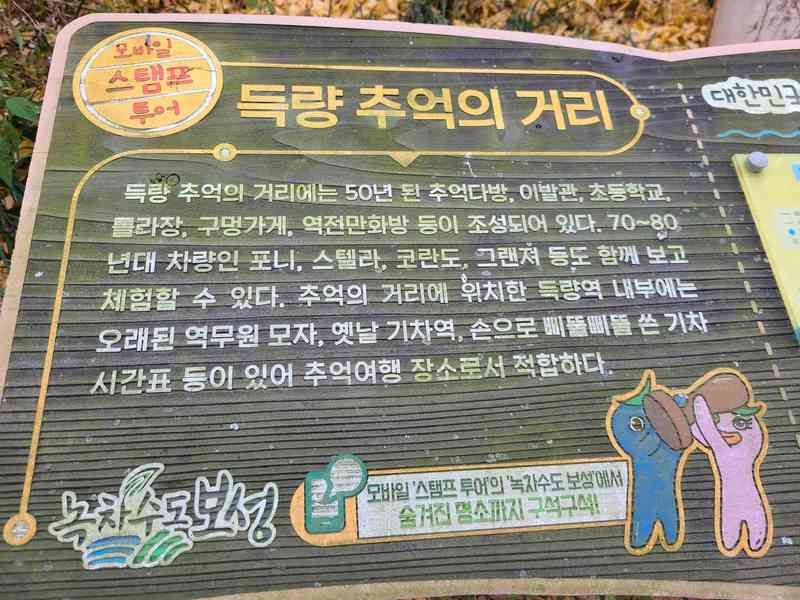 모바일
스탬프
투어
득량 추억의 거리
대한민국
득량 추억의 거리에는 50년 된 추억다방, 이발관, 초등학교,
롤라장, 구멍가게, 역전만화방 등이 조성되어 있다. 70~80
년대 차량인 포니, 스텔라, 코란도, 그랜져 등도 함께 보고
체험할 수 있다. 추억의 거리에 위치한 득량역 내부에는
오래된 역무원 모자, 옛날 기차역, 손으로 삐뚤삐뚤 쓴 기차
시간표 등이 있어 추억여행 장소로서 적합하다.
녹차수도보성
모바일 '스탬프 투어'의 '녹차수도 보성'에서
숨겨진 명소까지 구석구석!